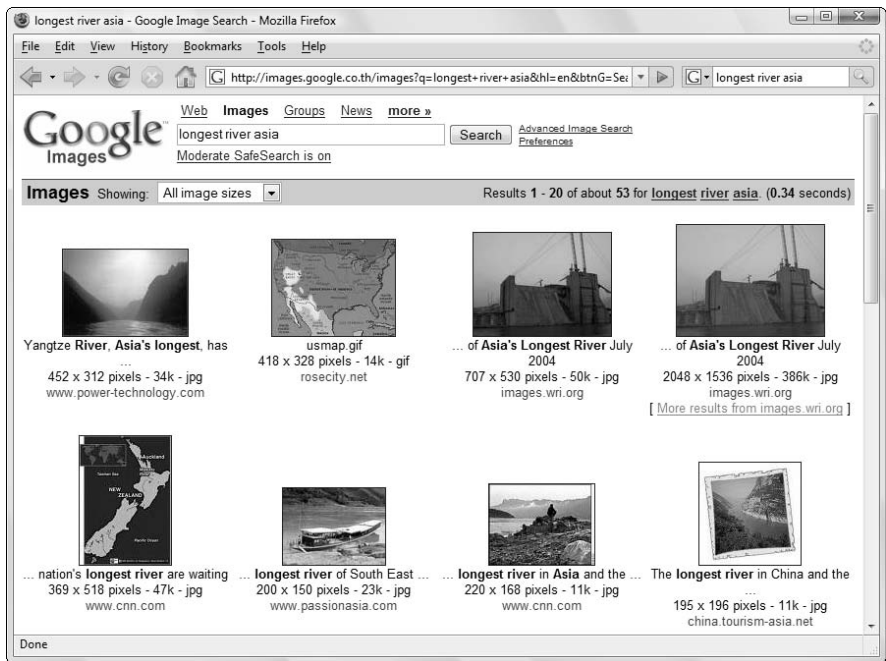 longest river asia - Google Image Search - Mozilla Firefox
File Edit View History Bookmarks Tools Help
G http://images.google.co.th/images?q=longest+river+asia&hl=en&btnG=Sea G longest river asia
Web Images Groups News more »
Google™
Images
longest river asia Search Advanced Image Search
Preferences
Moderate SafeSearch is on
Images Showing: All image sizes Results 1 - 20 of about 53 for longest river asia. (0.34 seconds)
Yangtze River, Asia's longest, has
...
452 x 312 pixels - 34k - jpg
www.power-technology.com
usmap.gif
418 x 328 pixels - 14k - gif
rosecity.net
... of Asia's Longest River July
2004
707 x 530 pixels - 50k - jpg
images.wri.org
... of Asia's Longest River July
2004
2048 x 1536 pixels - 386k - jpg
images.wri.org
[ More results from images.wri.org ]
Auckland
NEW
ZEALAND
... nation's longest river are waiting
369 x 518 pixels - 47k - jpg
www.cnn.com
... longest river of South East ...
200 x 150 pixels - 23k - jpg
www.passionasia.com
... longest river in Asia and the ...
220 x 168 pixels - 11k - jpg
www.cnn.com
The longest river in China and the
...
195 x 196 pixels - 11k - jpg
china.tourism-asia.net
Done